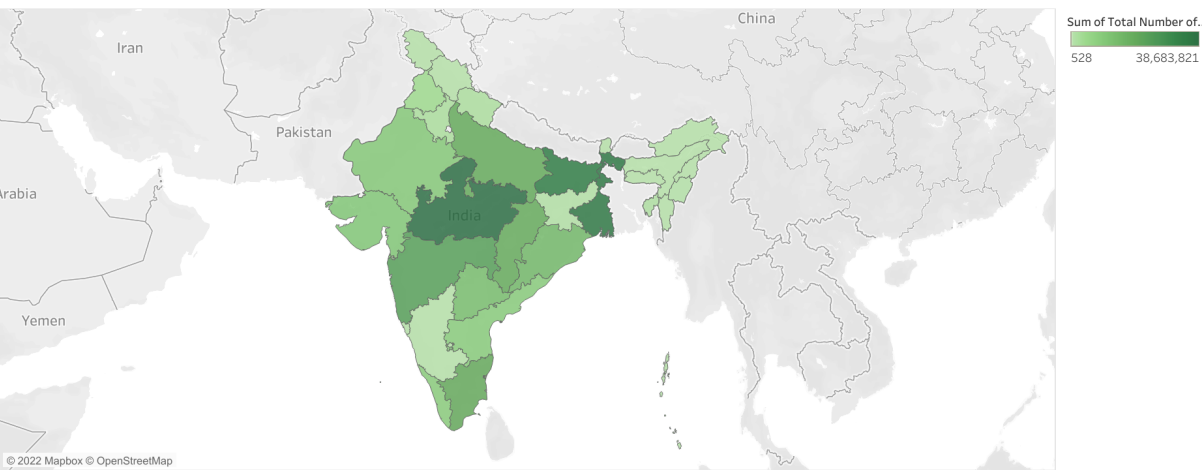 China
Sum of Total Number of.
Iran
528 38,683,821
Pakistan
Arabia
India
Yemen
© 2022 Mapbox © OpenStreetMap